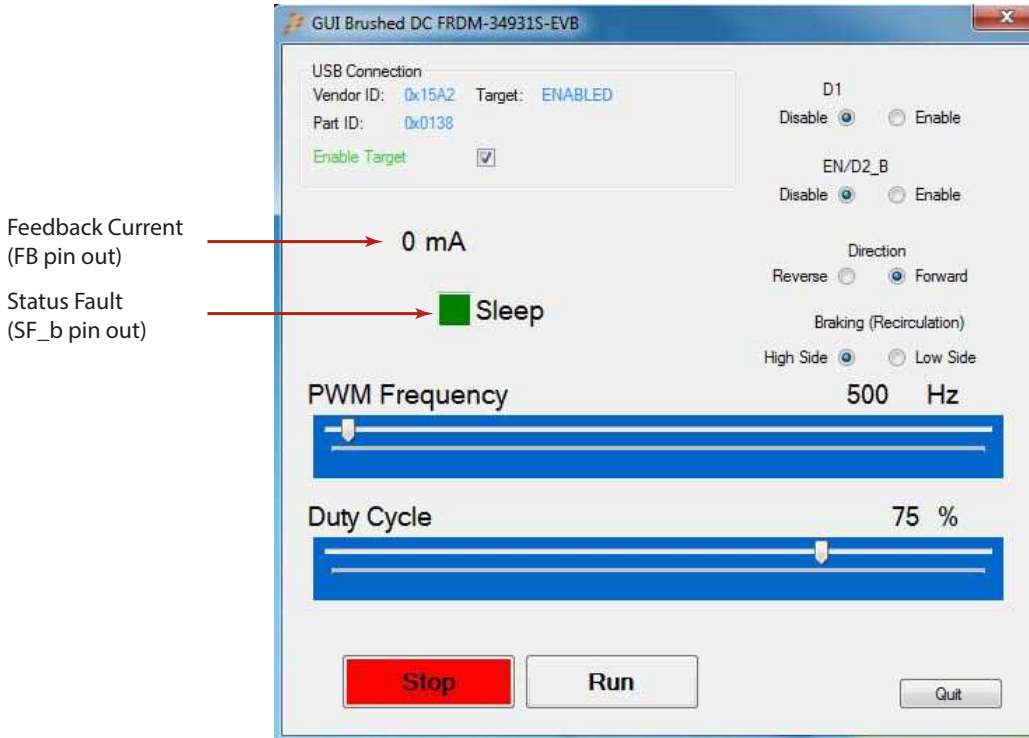 GUI Brushed DC FRDM-34931S-EVB
USB Connection
Vendor ID: 0x15A2 Target: ENABLED
Part ID: 0x0138
Enable Target
D1
Disable Enable
EN/D2_B
Disable Enable
Feedback Current
(FB pin out)
0 mA
Direction
Reverse Forward
Status Fault
(SF_b pin out)
Sleep
Braking (Recirculation)
High Side Low Side
PWM Frequency 500 Hz
Duty Cycle 75 %
Stop Run
Quit